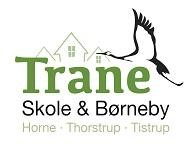 Trane
Skole & Børneby
Horne · Thorstrup · Tistrup